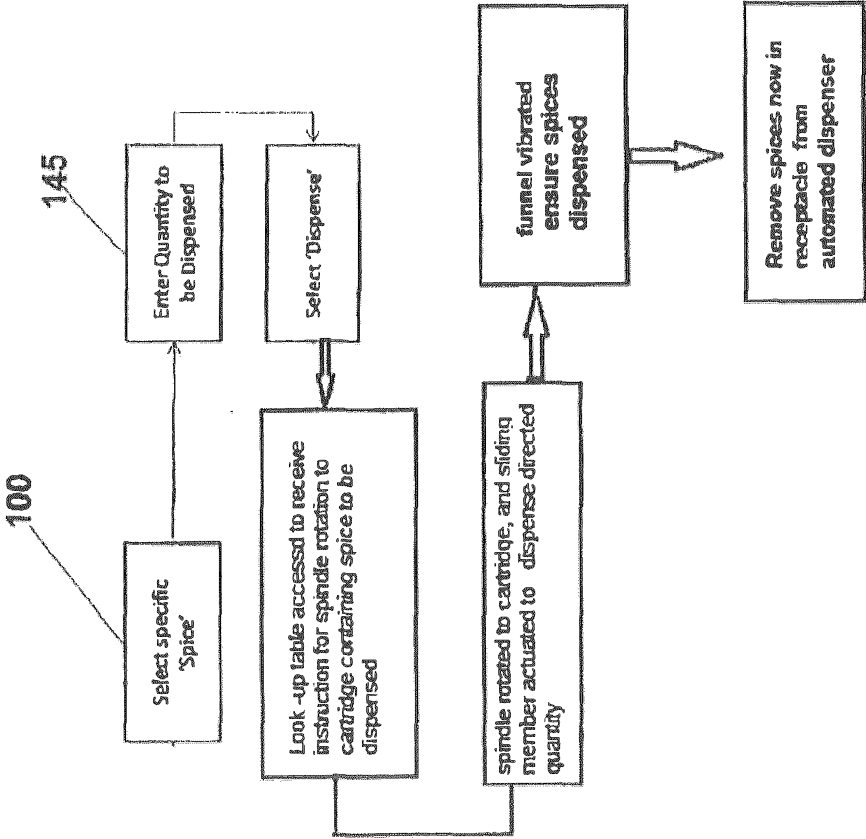 100
145
Select specific
'Spice'
Enter Quantity to
be Dispensed
Select 'Dispense'
Look -up table accessd to receive
instruction for spindle rotation to
cartridge containing spice to be
dispensed
spindle rotated to cartridge, and sliding
member actuated to dispense directed
quantity
funnel vibrated
ensure spices
dispensed
Remove spices now in
receptacle from
automated dispenser